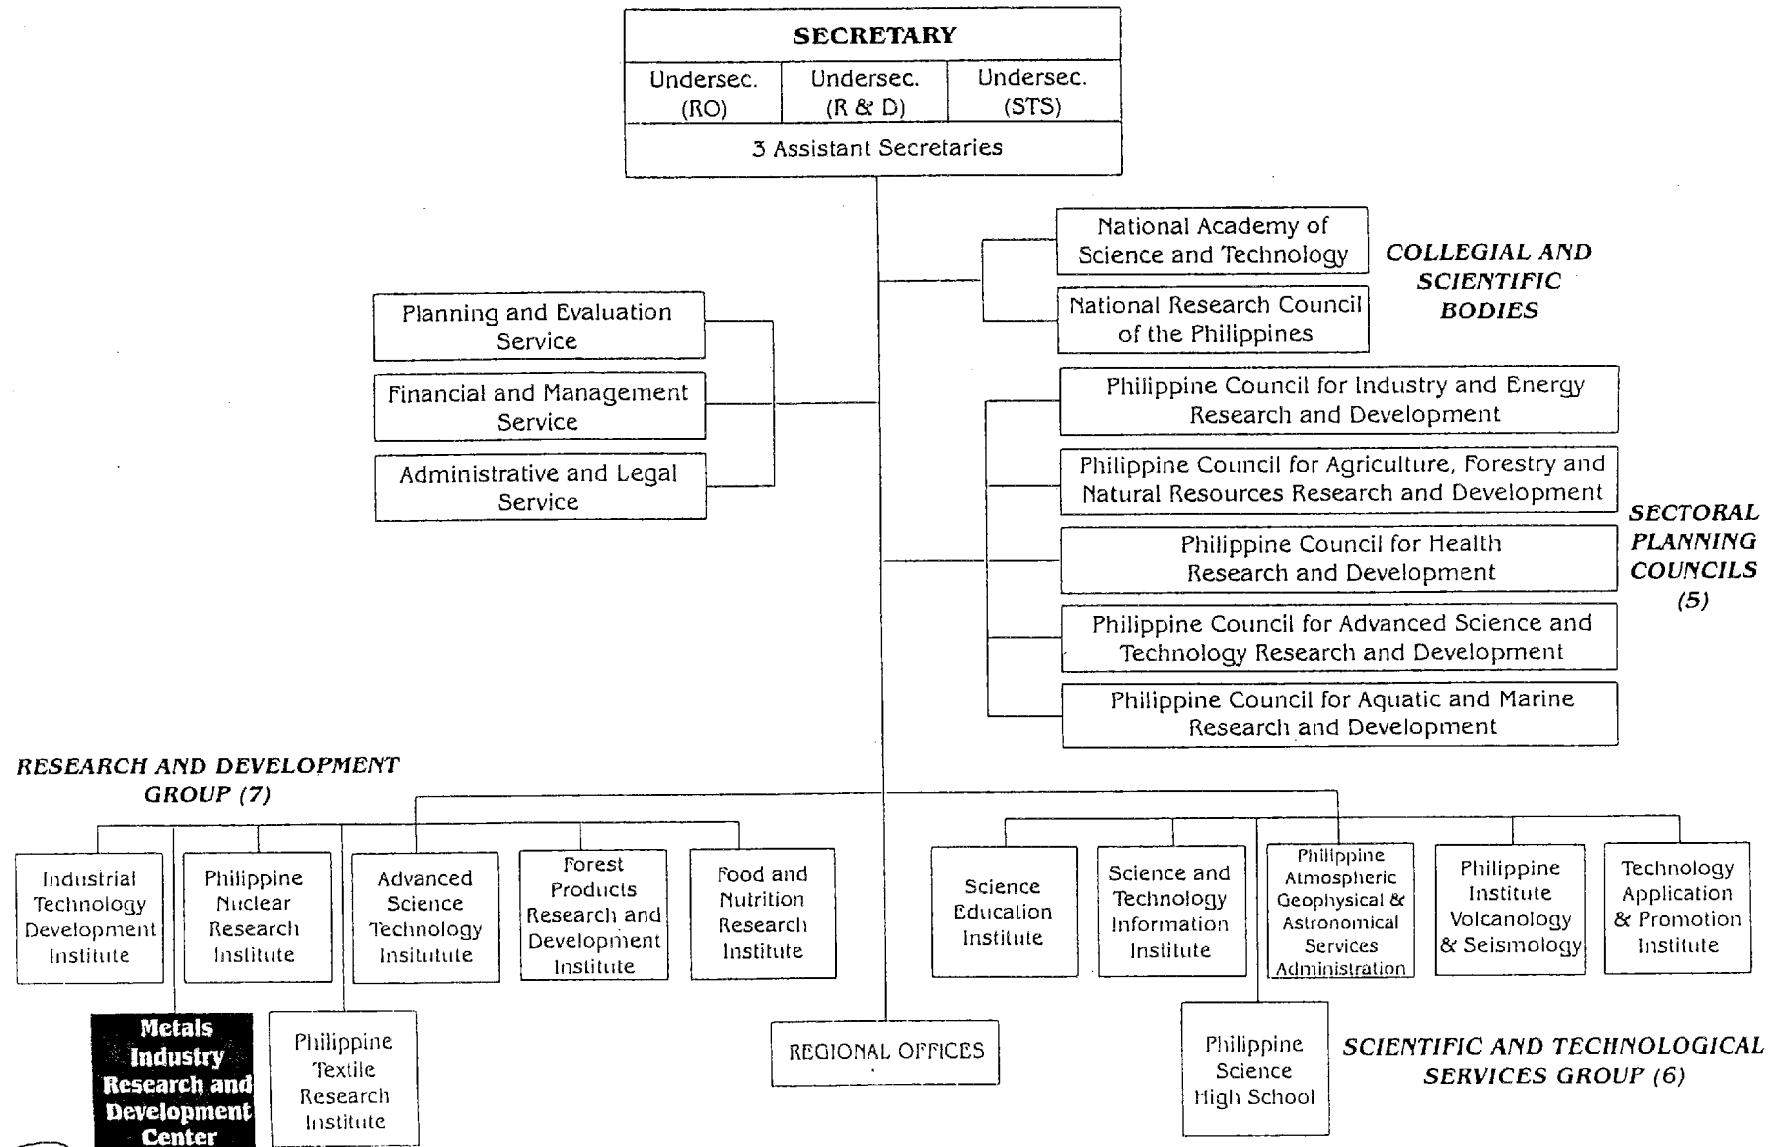 SECRETARY
Undersec.
(RO)
Undersec.
(R & D)
Undersec.
(STS)
3 Assistant Secretaries
National Academy of
Science and Technology
National Research Council
of the Philippines
COLLEGIAL AND
SCIENTIFIC
BODIES
Planning and Evaluation
Service
Financial and Management
Service
Administrative and Legal
Service
Philippine Council for Industry and Energy
Research and Development
Philippine Council for Agriculture, Forestry and
Natural Resources Research and Development
Philippine Council for Health
Research and Development
Philippine Council for Advanced Science and
Technology Research and Development
Philippine Council for Aquatic and Marine
Research and Development
SECTORAL
PLANNING
COUNCILS
(5)
RESEARCH AND DEVELOPMENT
GROUP (7)
Industrial
Technology
Development
Institute
Philippine
Nuclear
Research
Institute
Advanced
Science
Technology
Insitutute
Forest
Products
Research and
Development
Institute
Food and
Nutrition
Research
Institute
Science
Education
Institute
Science and
Technology
Information
Institute
Philippine
Atmospheric
Geophysical &
Astronomical
Services
Administration
Philippine
Institute
Volcanology
& Seismology
Technology
Application
& Promotion
Institute
Metals
Industry
Research and
Development
Center
Philippine
Textile
Research
Institute
REGIONAL OFFICES
Philippine
Science
High School
SCIENTIFIC AND TECHNOLOGICAL
SERVICES GROUP (6)